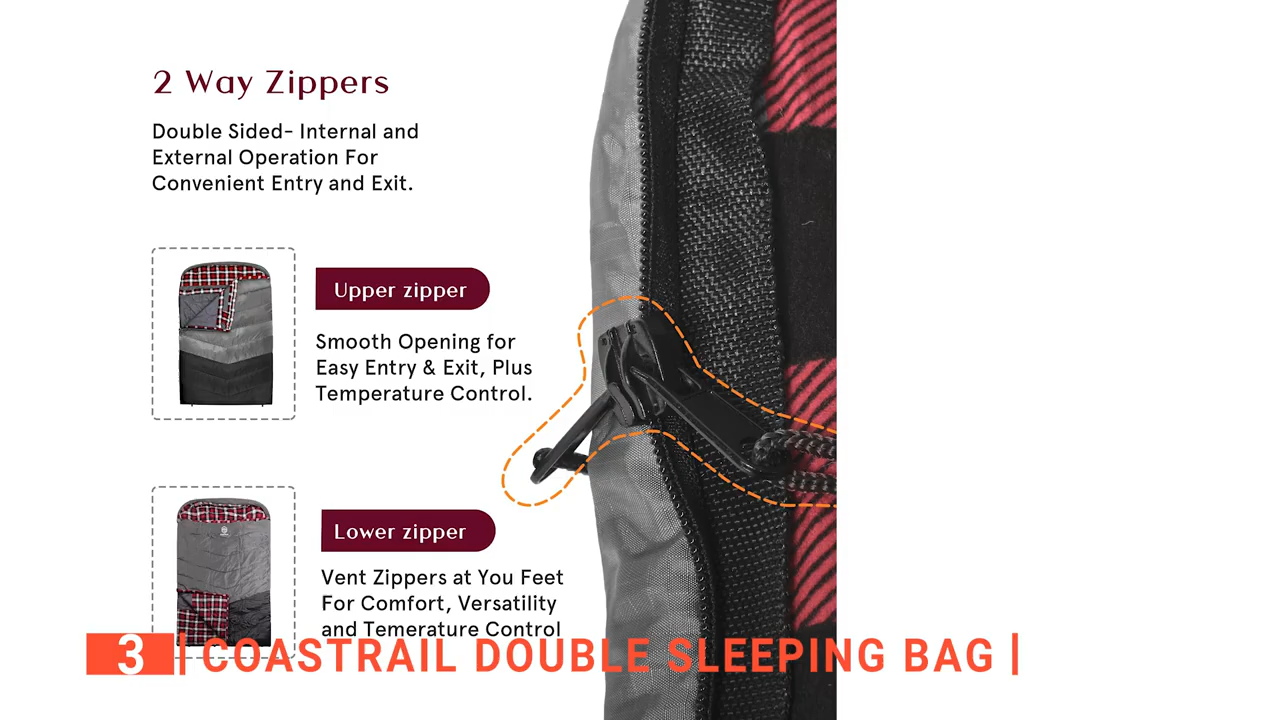 2 Way Zippers
Double Sided- Internal and
External Operation For
Convenient Entry and Exit.
Upper zipper
Smooth Opening for
Easy Entry & Exit, Plus
Temperature Control.
Lower zipper
Vent Zippers at You Feet
For Comfort, Versatility
and Temerature Control
3 | COASTRAIL DOUBLE SLEEPING BAG |